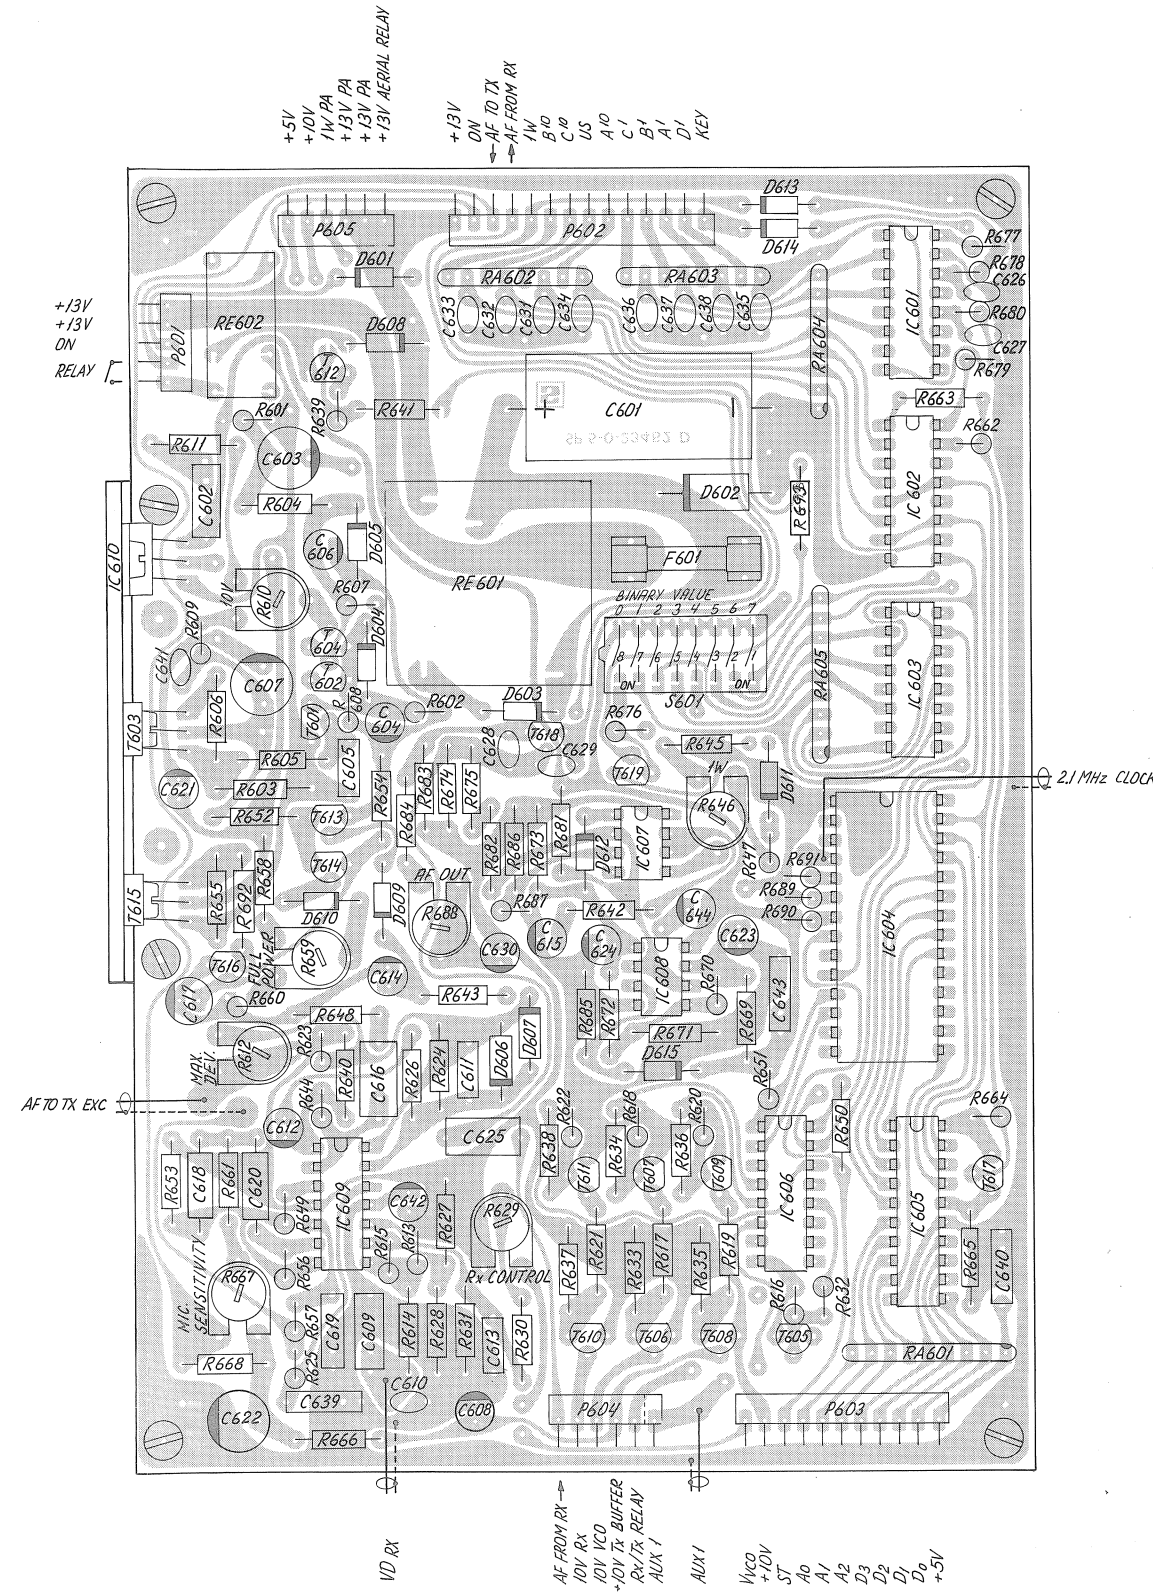 +5V
+10V
1W PA
+13V PA
+13V PA
+13V AERIAL RELAY
+13V
ON
AF TO TX
AF FROM RX
1W
B10
C10
US
A10
C1
B1
A1
D1
KEY
D613
D614
P605
P602
R677
R678
C626
R680
C627
R679
D601
RA602
RA603
C633
C632
C631
C634
C636
C637
C638
C635
RA604
IC601
+13V
+13V
ON
RELAY
P601
RE602
D608
T612
R601
R639
R641
C601
R663
R662
R611
C603
C602
R604
D602
R693
IC602
IC610
C606
D605
RE601
F601
10V
R610
R607
BINARY VALUE
0 1 2 3 4 5 6 7
8 7 6 5 4 3 2 1
ON ON
S601
R609
C641
T604
D604
T602
C607
R608
RA605
IC603
T603
R606
T601
C604
R602
D603
T618
R676
C628
C629
R605
C605
R645
1W
T619
D611
2.1 MHz CLOCK
C621
R603
R652
T613
R654
R684
R683
R674
R675
R646
R682
R686
R673
R681
D612
IC607
R647
R691
R689
R690
IC604
T615
R655
R692
R658
T614
D610
D609
AF OUT
R688
R687
R642
C644
C630
C615
C624
C623
T616
FULL POWER
R659
C614
IC608
R670
C643
C617
R660
R643
R685
R672
R669
R648
R671
D607
MAX. DEV.
R612
R623
R640
C616
R626
R624
C611
D606
D615
R651
AF TO TX EXC
R644
C612
C625
R622
R618
R620
R650
R664
R638
R634
R636
R653
C618
R661
C620
IC609
T611
T607
T609
IC606
IC605
T617
R649
C642
R627
R629
R615
R613
R637
R621
R633
R617
R635
R619
R665
C640
Rx CONTROL
MIC. SENSITIVITY
R667
R656
R616
R632
R657
C619
C609
R614
R628
R631
C613
R630
T610
T606
T608
T605
R668
R625
RA601
C639
C610
C608
C622
P604
P603
R666
VD RX
AF FROM RX
10V RX
10V VCO
+10V Tx BUFFER
Rx/Tx RELAY
AUX 1
AUX 1
VVCO
+10V
ST
A0
A1
A2
D3
D2
D1
D0
+5V